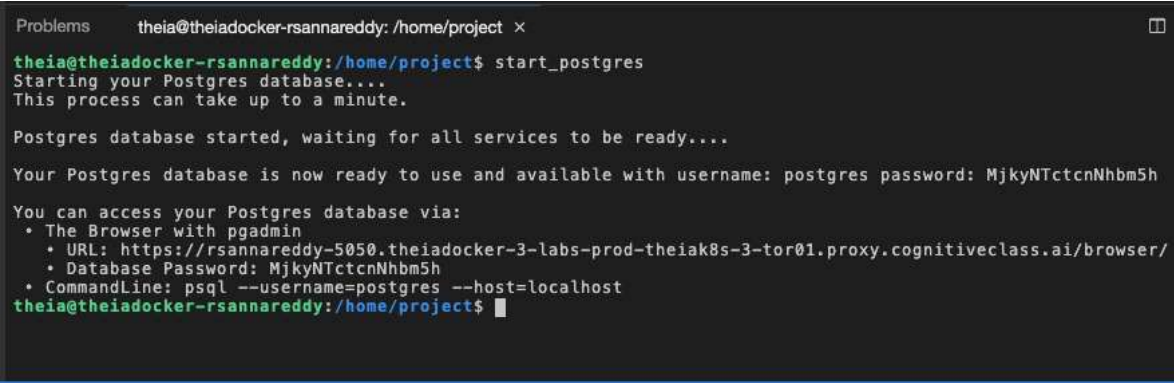 Problems theia@theiadocker-rsannareddy: /home/project ×
theia@theiadocker-rsannareddy:/home/project$ start_postgres
Starting your Postgres database....
This process can take up to a minute.
Postgres database started, waiting for all services to be ready....
Your Postgres database is now ready to use and available with username: postgres password: MjkyNTctcnNhbm5h
You can access your Postgres database via:
• The Browser with pgadmin
• URL: https://rsannareddy-5050.theiadocker-3-labs-prod-theiak8s-3-tor01.proxy.cognitiveclass.ai/browser/
• Database Password: MjkyNTctcnNhbm5h
• CommandLine: psql --username=postgres --host=localhost
theia@theiadocker-rsannareddy:/home/project$